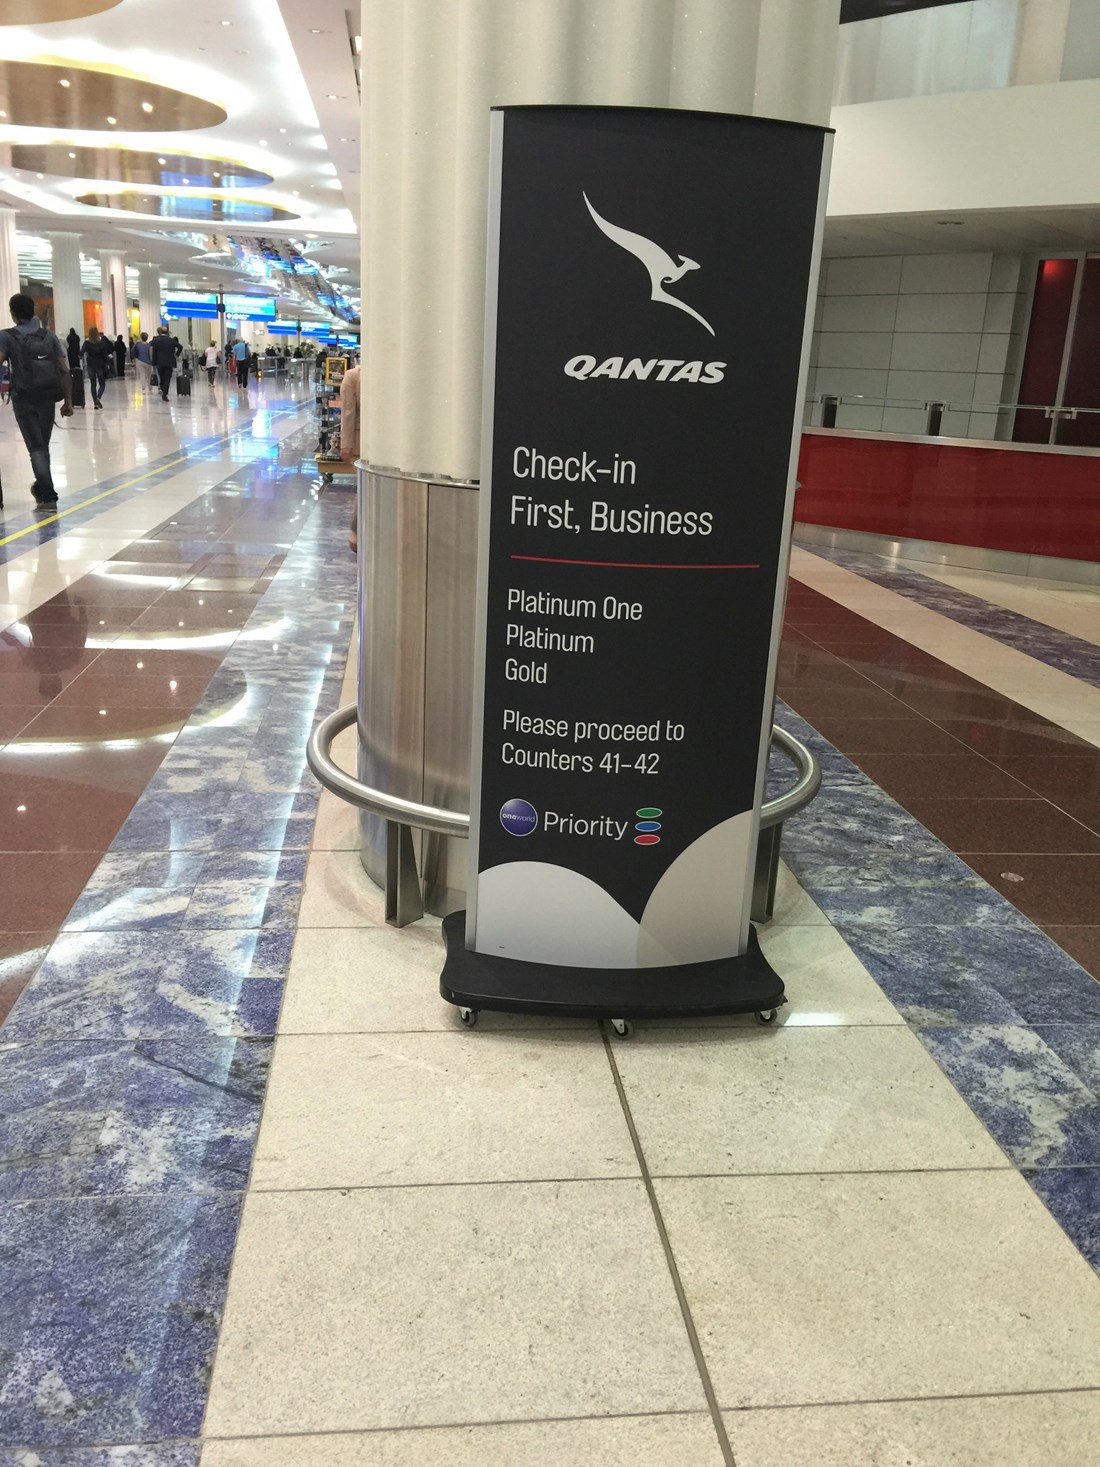 QANTAS
Check-in
First, Business
Platinum One
Platinum
Gold
Please proceed to
Counters 41-42
oneworld Priority